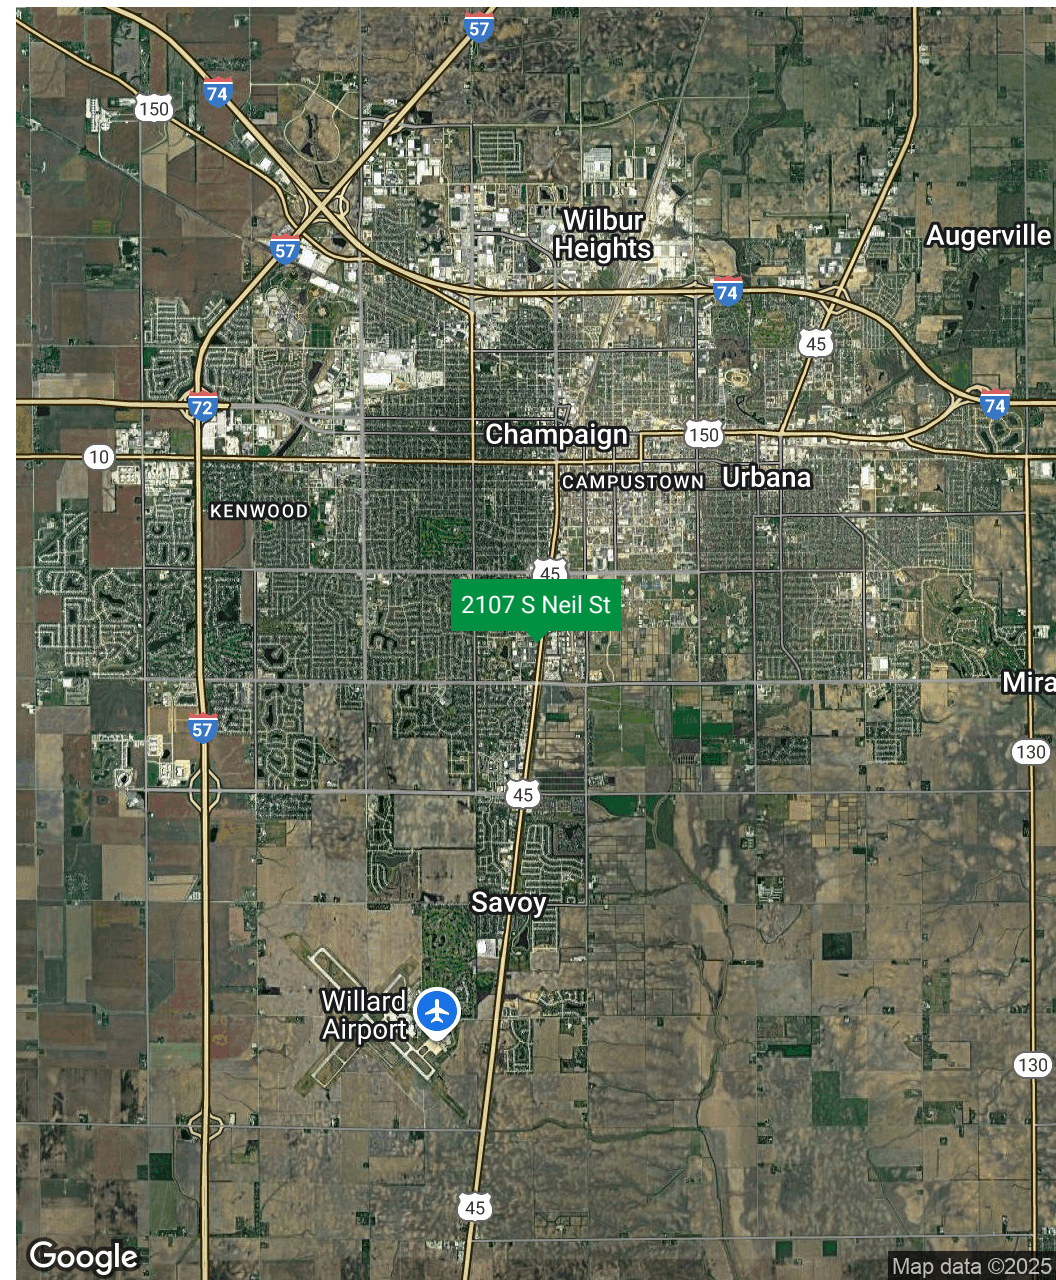 57
74
150
Wilbur
Heights
Augerville
57
74
45
72
74
Champaign
150
10
CAMPUSTOWN
Urbana
KENWOOD
45
2107 S Neil St
Mira
57
130
45
Savoy
Willard
Airport
130
45
Google
Map data ©2025